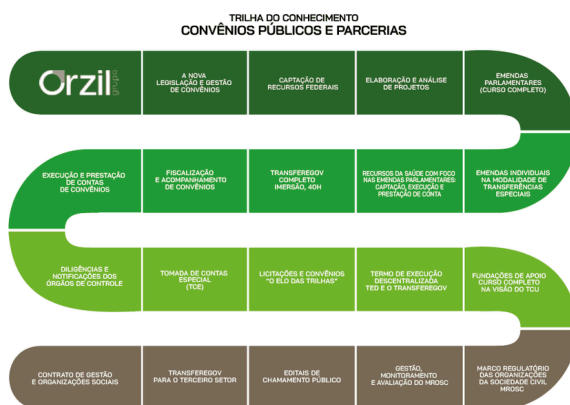 TRILHA DO CONHECIMENTO
CONVÊNIOS PÚBLICOS E PARCERIAS
Orzil
grupo
A NOVA
LEGISLAÇÃO E GESTÃO
DE CONVÊNIOS
CAPTAÇÃO DE
RECURSOS FEDERAIS
ELABORAÇÃO E ANÁLISE
DE PROJETOS
EMENDAS
PARLAMENTARES
(CURSO COMPLETO)
EXECUÇÃO E PRESTAÇÃO
DE CONTAS
DE CONVÊNIOS
FISCALIZAÇÃO
E ACOMPANHAMENTO
DE CONVÊNIOS
TRANSFEREGOV
COMPLETO
IMERSÃO, 40H
RECURSOS DA SAÚDE COM FOCO
NAS EMENDAS PARLAMENTARES:
CAPTAÇÃO, EXECUÇÃO E
PRESTAÇÃO DE CONTA
EMENDAS INDIVIDUAIS
NA MODALIDADE DE
TRANSFERÊNCIAS
ESPECIAIS
DILIGÊNCIAS E
NOTIFICAÇÕES DOS
ÓRGÃOS DE CONTROLE
TOMADA DE CONTAS
ESPECIAL
(TCE)
LICITAÇÕES E CONVÊNIOS
"O ELO DAS TRILHAS"
TERMO DE EXECUÇÃO
DESCENTRALIZADA
TED E O TRANSFEREGOV
FUNDAÇÕES DE APOIO
CURSO COMPLETO
NA VISÃO DO TCU
CONTRATO DE GESTÃO
E ORGANIZAÇÕES SOCIAIS
TRANSFEREGOV
PARA O TERCEIRO SETOR
EDITAIS DE
CHAMAMENTO PÚBLICO
GESTÃO,
MONITORAMENTO
E AVALIAÇÃO DO MROSC
MARCO REGULATÓRIO
DAS ORGANIZAÇÕES
DA SOCIEDADE CIVIL
MROSC